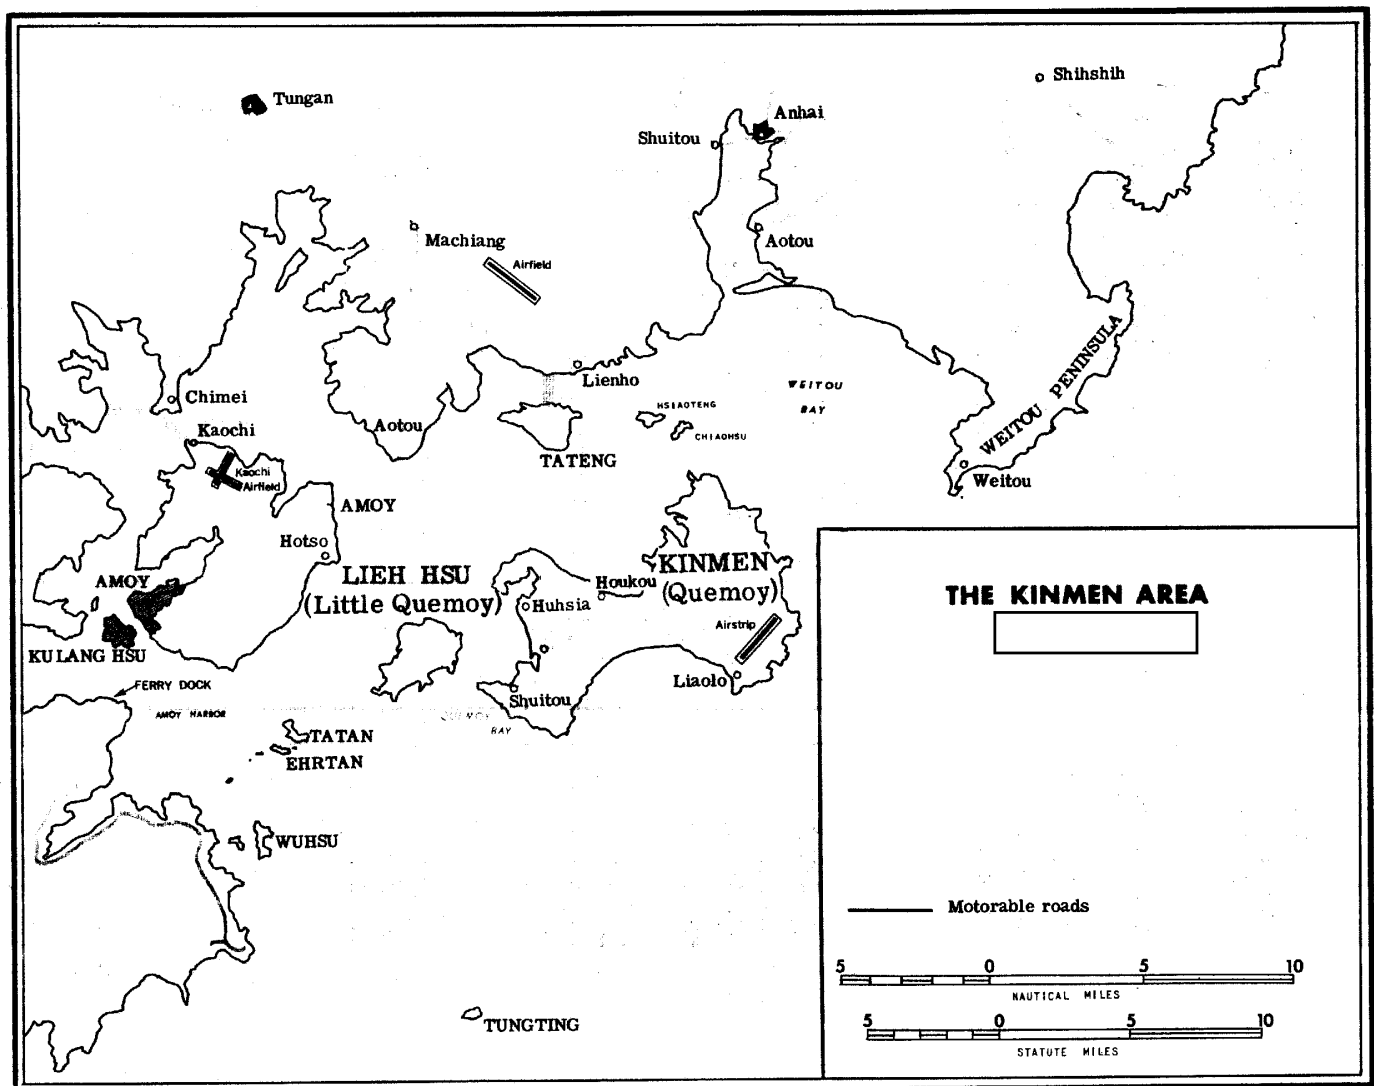 Shihshih
Tungan
Anhai
Shuitou
Machiang
Aotou
Airfield
WEITOU PENINSULA
Lienho
WEITOU
BAY
Chimei
HSIAOTENG
Kaochi
Aotou
CHIAOHSU
TATENG
Kaochi
Airfield
Weitou
AMOY
Hotso
KINMEN
(Quemoy)
LIEH HSU
(Little Quemoy)
AMOY
Houkou
Huhsia
THE KINMEN AREA
Airstrip
KULANG HSU
Liaolo
FERRY DOCK
Shuitou
AMOY HARBOR
QUEMOY
BAY
TATAN
EHRTAN
WUHSU
Motorable roads
5 0 5 10
NAUTICAL MILES
TUNGTING
5 0 5 10
STATUTE MILES